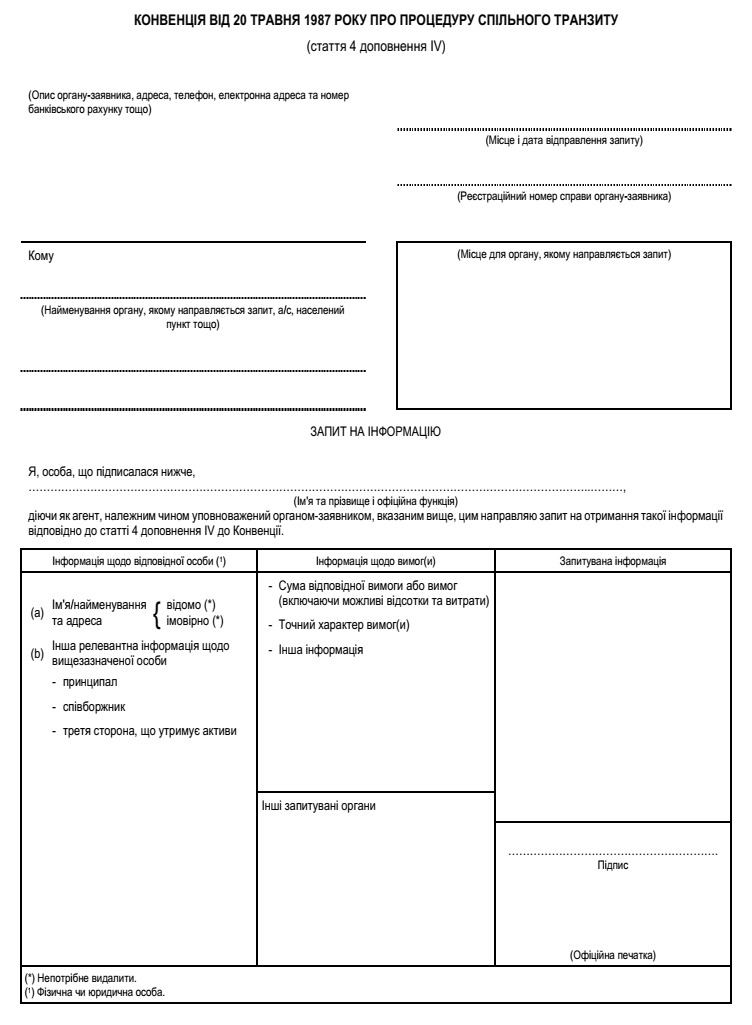 КОНВЕНЦІЯ ВІД 20 ТРАВНЯ 1987 РОКУ ПРО ПРОЦЕДУРУ СПІЛЬНОГО ТРАНЗИТУ
(стаття 4 доповнення IV)
(Опис органу-заявника, адреса, телефон, електронна адреса та номер
банківського рахунку тощо)
(Місце і дата відправлення запиту)
(Реєстраційний номер справи органу-заявника)
Кому
(Найменування органу, якому направляється запит, а/с, населений
пункт тощо)
(Місце для органу, якому направляється запит)
ЗАПИТ НА ІНФОРМАЦІЮ
Я, особа, що підписалася нижче,
(Ім'я та прізвище і офіційна функція)
діючи як агент, належним чином уповноважений органом-заявником, вказаним вище, цим направляю запит на отримання такої інформації
відповідно до статті 4 доповнення IV до Конвенції.
Інформація щодо відповідної особи (¹)
(a) Ім'я/найменування { відомо (*)
та адреса імовірно (*)
(b) Інша релевантна інформація щодо
вищезазначеної особи
- принципал
- співборжник
- третя сторона, що утримує активи
Інформація щодо вимог(и)
- Сума відповідної вимоги або вимог
(включаючи можливі відсотки та витрати)
- Точний характер вимог(и)
- Інша інформація
Інші запитувані органи
Запитувана інформація
Підпис
(Офіційна печатка)
(*) Непотрібне видалити.
(¹) Фізична чи юридична особа.